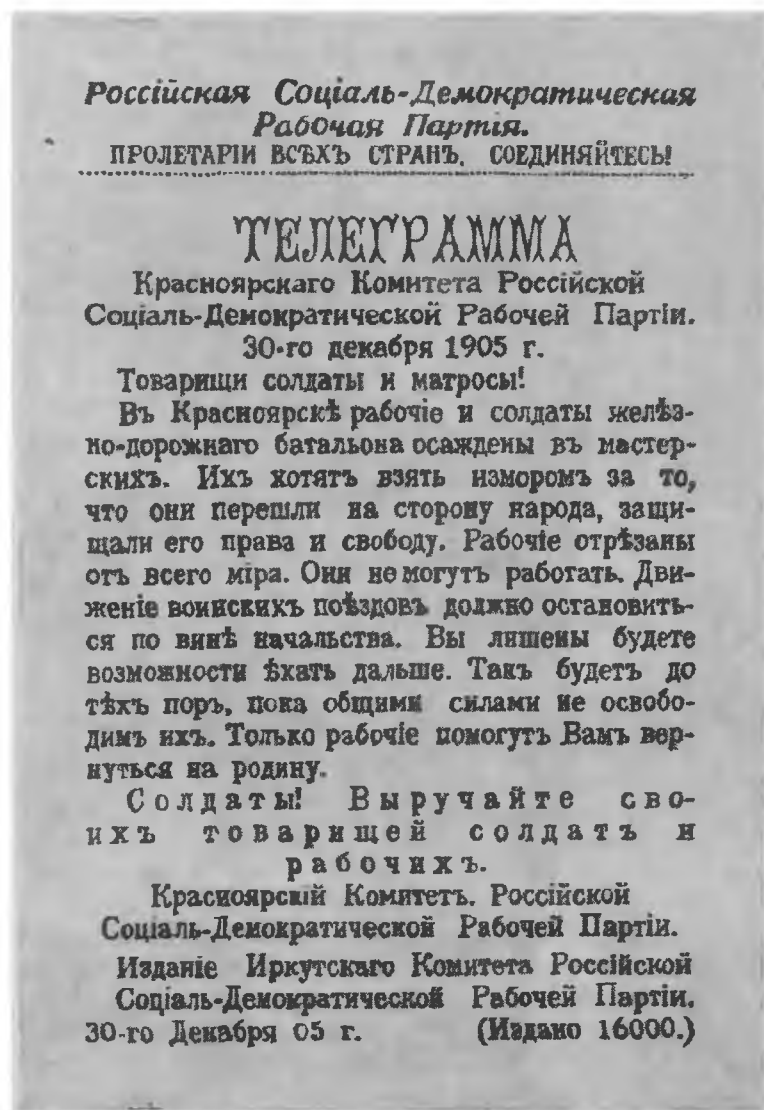 Россійская Соціаль-Демократическая
Рабочая Партія.
ПРОЛЕТАРІИ ВСѢХЪ СТРАНЪ, СОЕДИНЯЙТЕСЬ!
ТЕЛЕГРАММА
Красноярскаго Комитета Россійской
Соціаль-Демократической Рабочей Партіи.
30-го декабря 1905 г.
Товарищи солдаты и матросы!
Въ Красноярскѣ рабочіе и солдаты желѣз-
но-дорожнаго батальона осаждены въ мастер-
скихъ. Ихъ хотятъ взять изморомъ за то,
что они перешли на сторону народа, защи-
щали его права и свободу. Рабочіе отрѣзаны
отъ всего міра. Они не могутъ работать. Дви-
женіе воинскихъ поѣздовъ должно остановить-
ся по винѣ начальства. Вы лишены будете
возможности ѣхать дальше. Такъ будетъ до
тѣхъ поръ, пока общими силами не освобо-
димъ ихъ. Только рабочіе помогутъ Вамъ вер-
нуться на родину.
Солдаты! Выручайте сво-
ихъ товарищей солдатъ и
рабочихъ.
Красноярскій Комитетъ. Россійской
Соціаль-Демократической Рабочей Партіи.
Изданіе Иркутскаго Комитета Россійской
Соціаль-Демократической Рабочей Партіи.
30-го Декабря 05 г. (Издано 16000.)